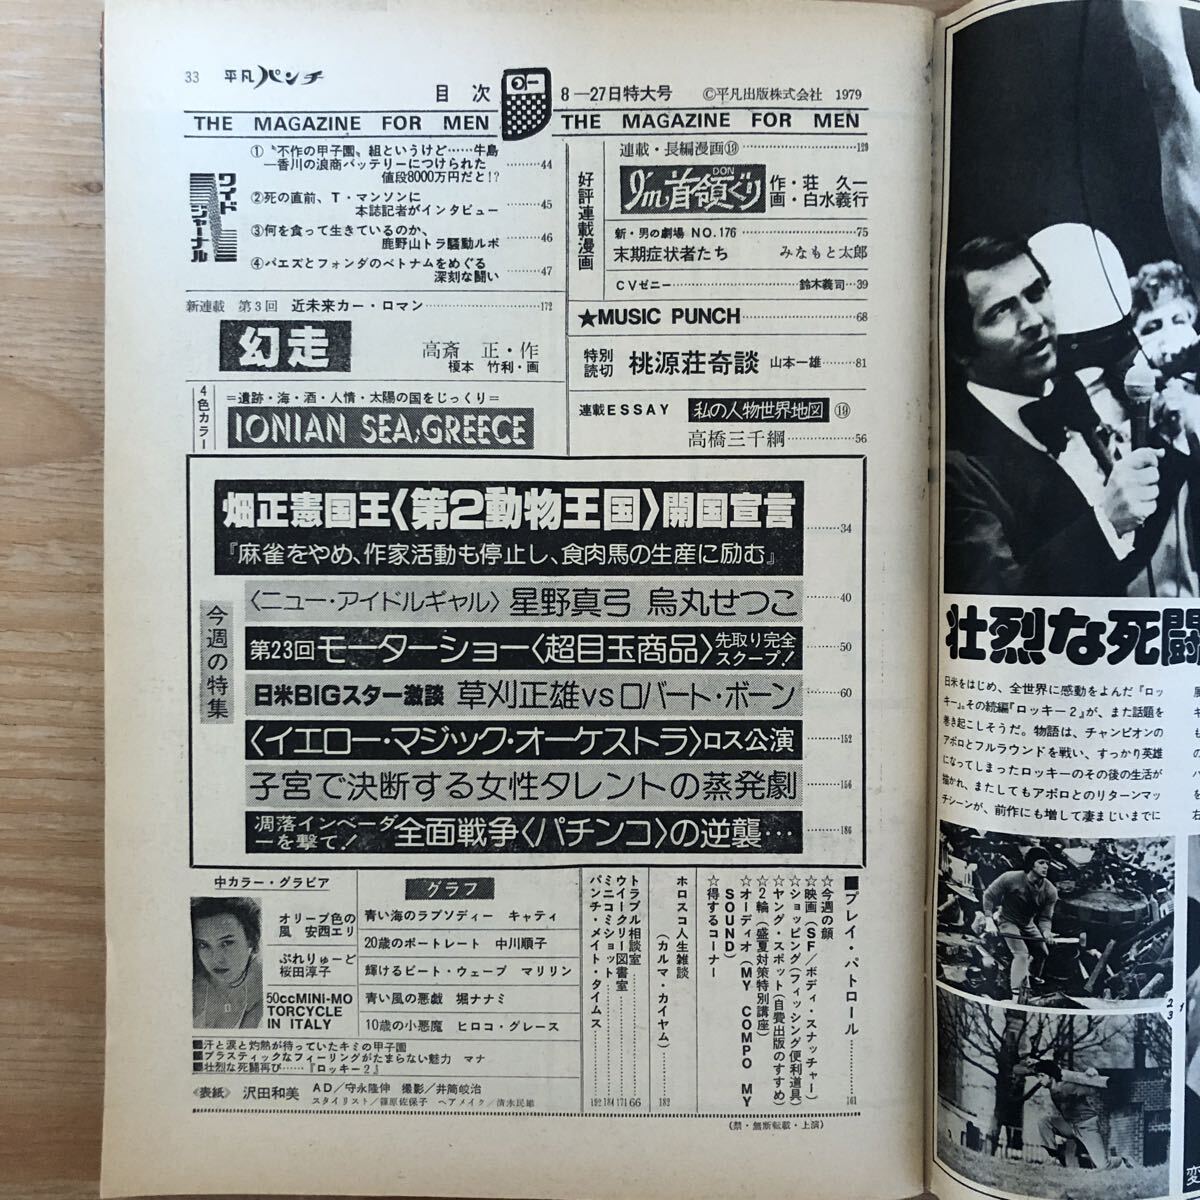 33 平凡パンチ
目次
8―27日特大号
©平凡出版株式会社 1979
THE MAGAZINE FOR MEN
THE MAGAZINE FOR MEN
ワイドジャーナル
①〝不作の甲子園〟組というけど……牛島
―香川の浪商バッテリーにつけられた
値段8000万円だと!?……44
②死の直前、T・マンソンに
本誌記者がインタビュー……45
③何を食って生きているのか、
鹿野山トラ騒動ルポ……46
④バエズとフォンダのベトナムをめぐる
深刻な闘い……47
新連載 第3回 近未来カー・ロマン……172
幻走
高斎 正・作
榎本 竹利・画
4色カラー
=遺跡・海・酒・人情・太陽の国をじっくり=
IONIAN SEA, GREECE
好評連載漫画
連載・長編漫画⑲……129
I'm 首領ぐり
DON
作・荘 久一
画・白水義行
新・男の劇場 NO.176……75
末期症状者たち みなもと太郎
CVゼニー……鈴木義司…39
★MUSIC PUNCH……68
特別読切 桃源荘奇談 山本一雄……81
連載ESSAY 私の人物世界地図 ⑲
高橋三千綱……56
今週の特集
畑正憲国王〈第2動物王国〉開国宣言……34
『麻雀をやめ、作家活動も停止し、食肉馬の生産に励む』
〈ニュー・アイドルギャル〉星野真弓 烏丸せつこ……40
第23回モーターショー〈超目玉商品〉先取り完全スクープ!……50
日米BIGスター激談 草刈正雄vsロバート・ボーン……60
〈イエロー・マジック・オーケストラ〉ロス公演……152
子宮で決断する女性タレントの蒸発劇……156
凋落インベーダーを撃て! 全面戦争〈パチンコ〉の逆襲………186
中カラー・グラビア
オリーブ色の
風 安西エリ
ぷれりゅーど
桜田淳子
50ccMINI-MO
TORCYCLE
IN ITALY
グラフ
青い海のラプソディー キャティ
20歳のポートレート 中川順子
輝けるビート・ウェーブ マリリン
青い風の悪戯 堀ナナミ
10歳の小悪魔 ヒロコ・グレース
■汗と涙と灼熱が待っていたキミの甲子園
■プラスティックなフィーリングがたまらない魅力 マナ
■壮烈な死闘再び……『ロッキー2』
《表紙》沢田和美
AD/守永隆伸 撮影/井筒皎治
スタイリスト/篠原佐保子 ヘアメイク/清水民雄
■プレイ・パトロール……101
☆今週の顔
☆映画(SF/ボディ・スナッチャー)
☆ショッピング(フィッシング便利道具)
☆ヤング・スポット(自費出版のすすめ)
☆2輪(盛夏対策特別講座)
☆オーディオ(MY COMPO MY
SOUND)
☆得するコーナー
ホロスコ人生雑談
(カルマ・カイヤム)……182
トラブル相談室……66
ウイークリー図書室……171
ミニコミショット……184
パンチ・メイト・タイムス……192
(禁・無断転載・上演)
壮烈な死闘
日米をはじめ、全世界に感動をよんだ『ロッ
キー』。その続編『ロッキー2』が、また話題を
巻き起こしそうだ。物語は、チャンピオンの
アポロとフルラウンドを戦い、すっかり英雄
になってしまったロッキーのその後の生活が
描かれ、またしてもアポロとのリターンマッ
チシーンが、前作にも増して凄まじいまでに